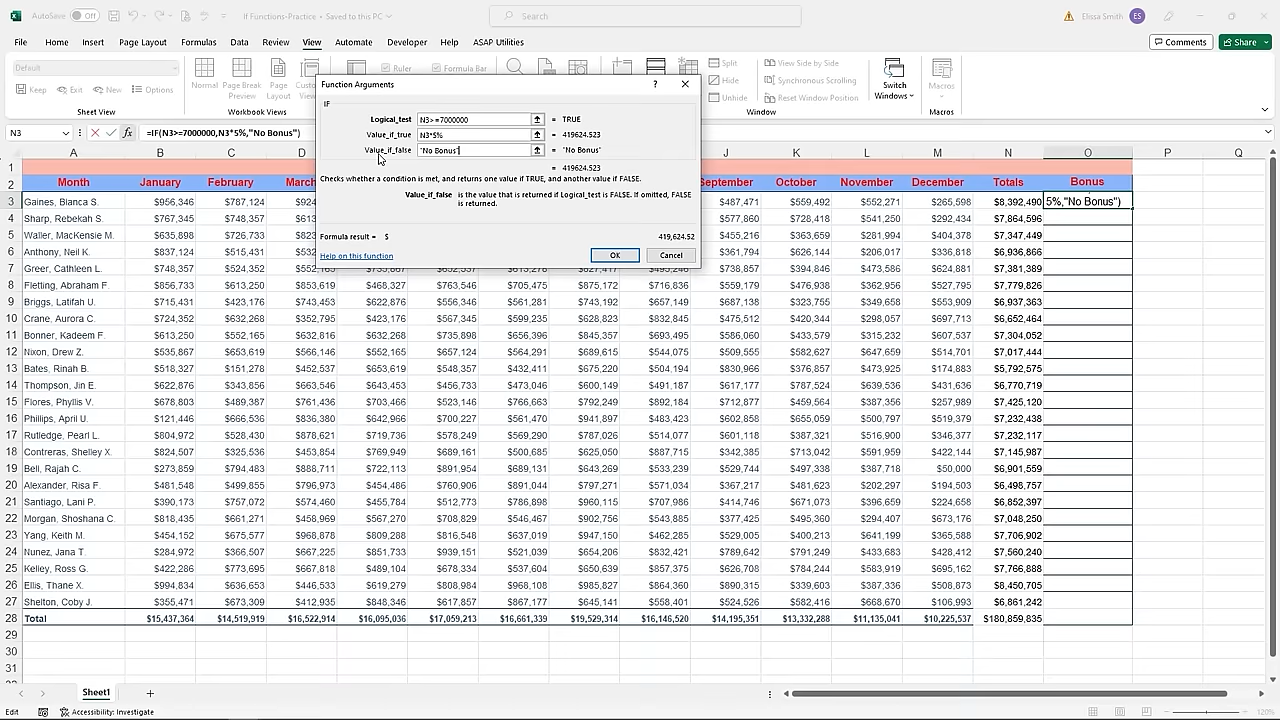 AutoSave Off If Functions-Practice • Saved to this PC Search Elissa Smith ES
File Home Insert Page Layout Formulas Data Review View Automate Developer Help ASAP Utilities Comments Share
Default Ruler Formula Bar Split View Side by Side
Keep Exit New Options Normal Page Break Preview Page Layout Hide Synchronous Scrolling Switch Windows Macros
Unhide Reset Window Position
Sheet View Window Macros
Function Arguments ?
IF
Logical_test N3>=7000000 = TRUE
Value_if_true N3*5% = 419624.523
Value_if_false "No Bonus" = "No Bonus"
= 419624.523
Checks whether a condition is met, and returns one value if TRUE, and another value if FALSE.
Value_if_false is the value that is returned if Logical_test is FALSE. If omitted, FALSE
is returned.
Formula result = $ 419,624.52
Help on this function OK Cancel
N3 fx =IF(N3>=7000000,N3*5%,"No Bonus")
A B C D J K L M N O P Q
1
2 Month January February March September October November December Totals Bonus
3 Gaines, Blanca S. $956,346 $787,124 $487,471 $559,492 $552,271 $265,598 $8,392,490 5%,"No Bonus")
4 Sharp, Rebekah S. $767,345 $748,357 $577,860 $728,418 $541,250 $292,434 $7,864,596
5 Waller, MacKensie M. $635,898 $726,733 $455,216 $363,659 $281,994 $404,378 $7,347,449
6 Anthony, Neil K. $837,124 $515,431 $361,794 $626,144 $206,017 $336,818 $6,936,866
7 Greer, Cathleen L. $748,357 $524,352 $738,857 $394,846 $473,586 $624,881 $7,381,389
8 Fletting, Abraham F. $856,733 $613,250 $853,619 $468,327 $763,546 $705,475 $875,172 $716,836 $559,160 $476,938 $362,956 $527,795 $7,779,826
9 Briggs, Latifah U. $715,431 $423,176 $743,453 $622,876 $556,346 $561,281 $743,192 $657,149 $687,138 $323,755 $349,658 $553,909 $6,937,363
10 Crane, Aurora C. $724,352 $632,268 $352,795 $423,176 $567,345 $599,235 $628,823 $832,845 $475,512 $420,344 $298,057 $697,713 $6,652,464
11 Bonner, Kadeem F. $613,250 $552,165 $632,816 $632,268 $735,898 $656,396 $845,357 $693,495 $586,060 $433,579 $315,232 $607,537 $7,304,052
12 Nixon, Drew Z. $535,867 $653,619 $566,146 $552,165 $657,124 $564,291 $689,615 $544,075 $509,555 $582,627 $647,659 $514,701 $7,017,444
13 Bates, Rinah B. $518,327 $151,278 $452,537 $653,619 $548,357 $432,411 $675,220 $504,194 $830,966 $376,857 $473,925 $174,883 $5,792,575
14 Thompson, Jin E. $622,876 $343,856 $663,546 $643,453 $456,733 $473,046 $600,149 $491,187 $617,177 $787,524 $639,536 $431,636 $6,770,719
15 Flores, Phyllis V. $678,803 $489,387 $761,436 $703,466 $523,146 $766,663 $792,249 $892,184 $712,877 $459,564 $387,356 $257,989 $7,425,120
16 Phillips, April U. $121,446 $666,536 $836,380 $642,966 $700,227 $561,470 $941,897 $483,423 $602,858 $655,059 $500,797 $519,379 $7,232,438
17 Rutledge, Pearl L. $804,972 $528,430 $878,621 $719,736 $578,249 $569,290 $787,026 $514,077 $601,118 $387,321 $516,900 $346,377 $7,232,117
18 Contreras, Shelley X. $824,507 $325,536 $453,854 $769,949 $689,161 $500,685 $625,050 $887,715 $342,385 $713,042 $591,959 $422,144 $7,145,987
19 Bell, Rajah C. $273,859 $794,483 $888,711 $722,113 $891,954 $689,131 $643,269 $533,239 $529,744 $497,338 $387,718 $50,000 $6,901,559
20 Alexander, Risa F. $481,548 $499,855 $796,973 $454,486 $760,906 $891,044 $797,271 $571,034 $367,217 $481,623 $202,297 $194,503 $6,498,757
21 Santiago, Lani P. $390,173 $757,072 $574,460 $455,784 $512,773 $786,898 $960,115 $707,986 $414,746 $671,073 $396,659 $224,658 $6,852,397
22 Morgan, Shoshana C. $818,435 $661,271 $458,969 $567,270 $708,829 $546,467 $902,756 $543,885 $377,425 $495,360 $294,407 $673,176 $7,048,250
23 Yang, Keith M. $454,152 $675,577 $968,878 $609,288 $816,548 $637,019 $947,150 $462,285 $529,005 $400,213 $641,199 $365,588 $7,706,902
24 Nunez, Jana T. $284,972 $366,507 $667,225 $851,733 $939,151 $521,039 $654,206 $832,421 $789,642 $791,249 $433,683 $428,412 $7,560,240
25 Kelley, Ross G. $422,286 $773,695 $667,818 $489,104 $678,334 $537,604 $650,639 $857,375 $626,708 $784,244 $583,919 $695,162 $7,766,888
26 Ellis, Thane X. $994,834 $636,653 $446,533 $619,279 $808,984 $968,108 $985,827 $864,360 $890,315 $339,603 $387,336 $508,873 $8,450,705
27 Shelton, Coby J. $355,471 $673,309 $412,935 $848,346 $617,857 $867,177 $645,141 $558,401 $524,526 $582,416 $668,670 $106,993 $6,861,242
28 Total $15,437,364 $14,519,919 $16,522,914 $16,095,036 $17,059,213 $16,661,339 $19,529,314 $16,146,520 $14,195,351 $13,332,288 $11,135,041 $10,225,537 $180,859,835
29
30
31
Sheet1
Edit Accessibility: Investigate 120%